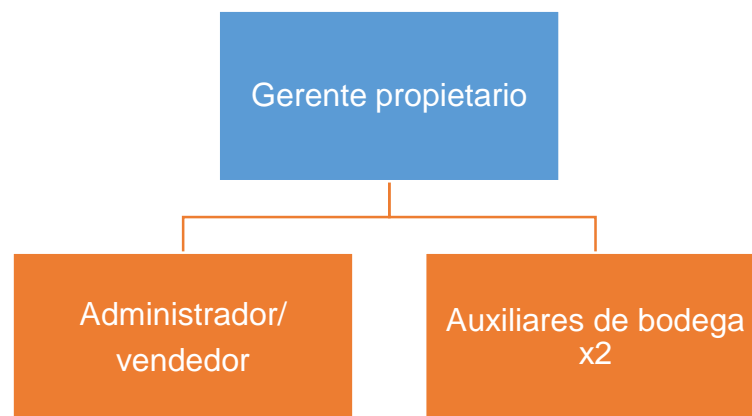 Gerente propietario
Administrador/
vendedor
Auxiliares de bodega
x2